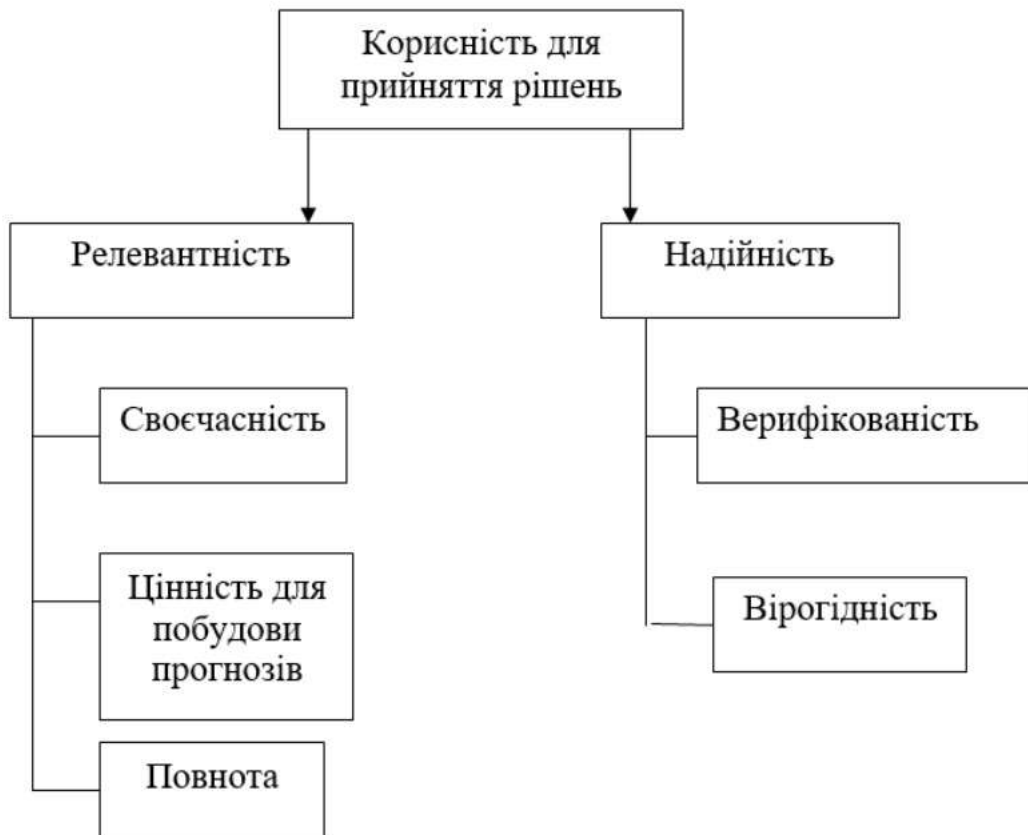 Корисність для
прийняття рішень
Релевантність
Надійність
Своєчасність
Верифікованість
Цінність для
побудови
прогнозів
Вірогідність
Повнота